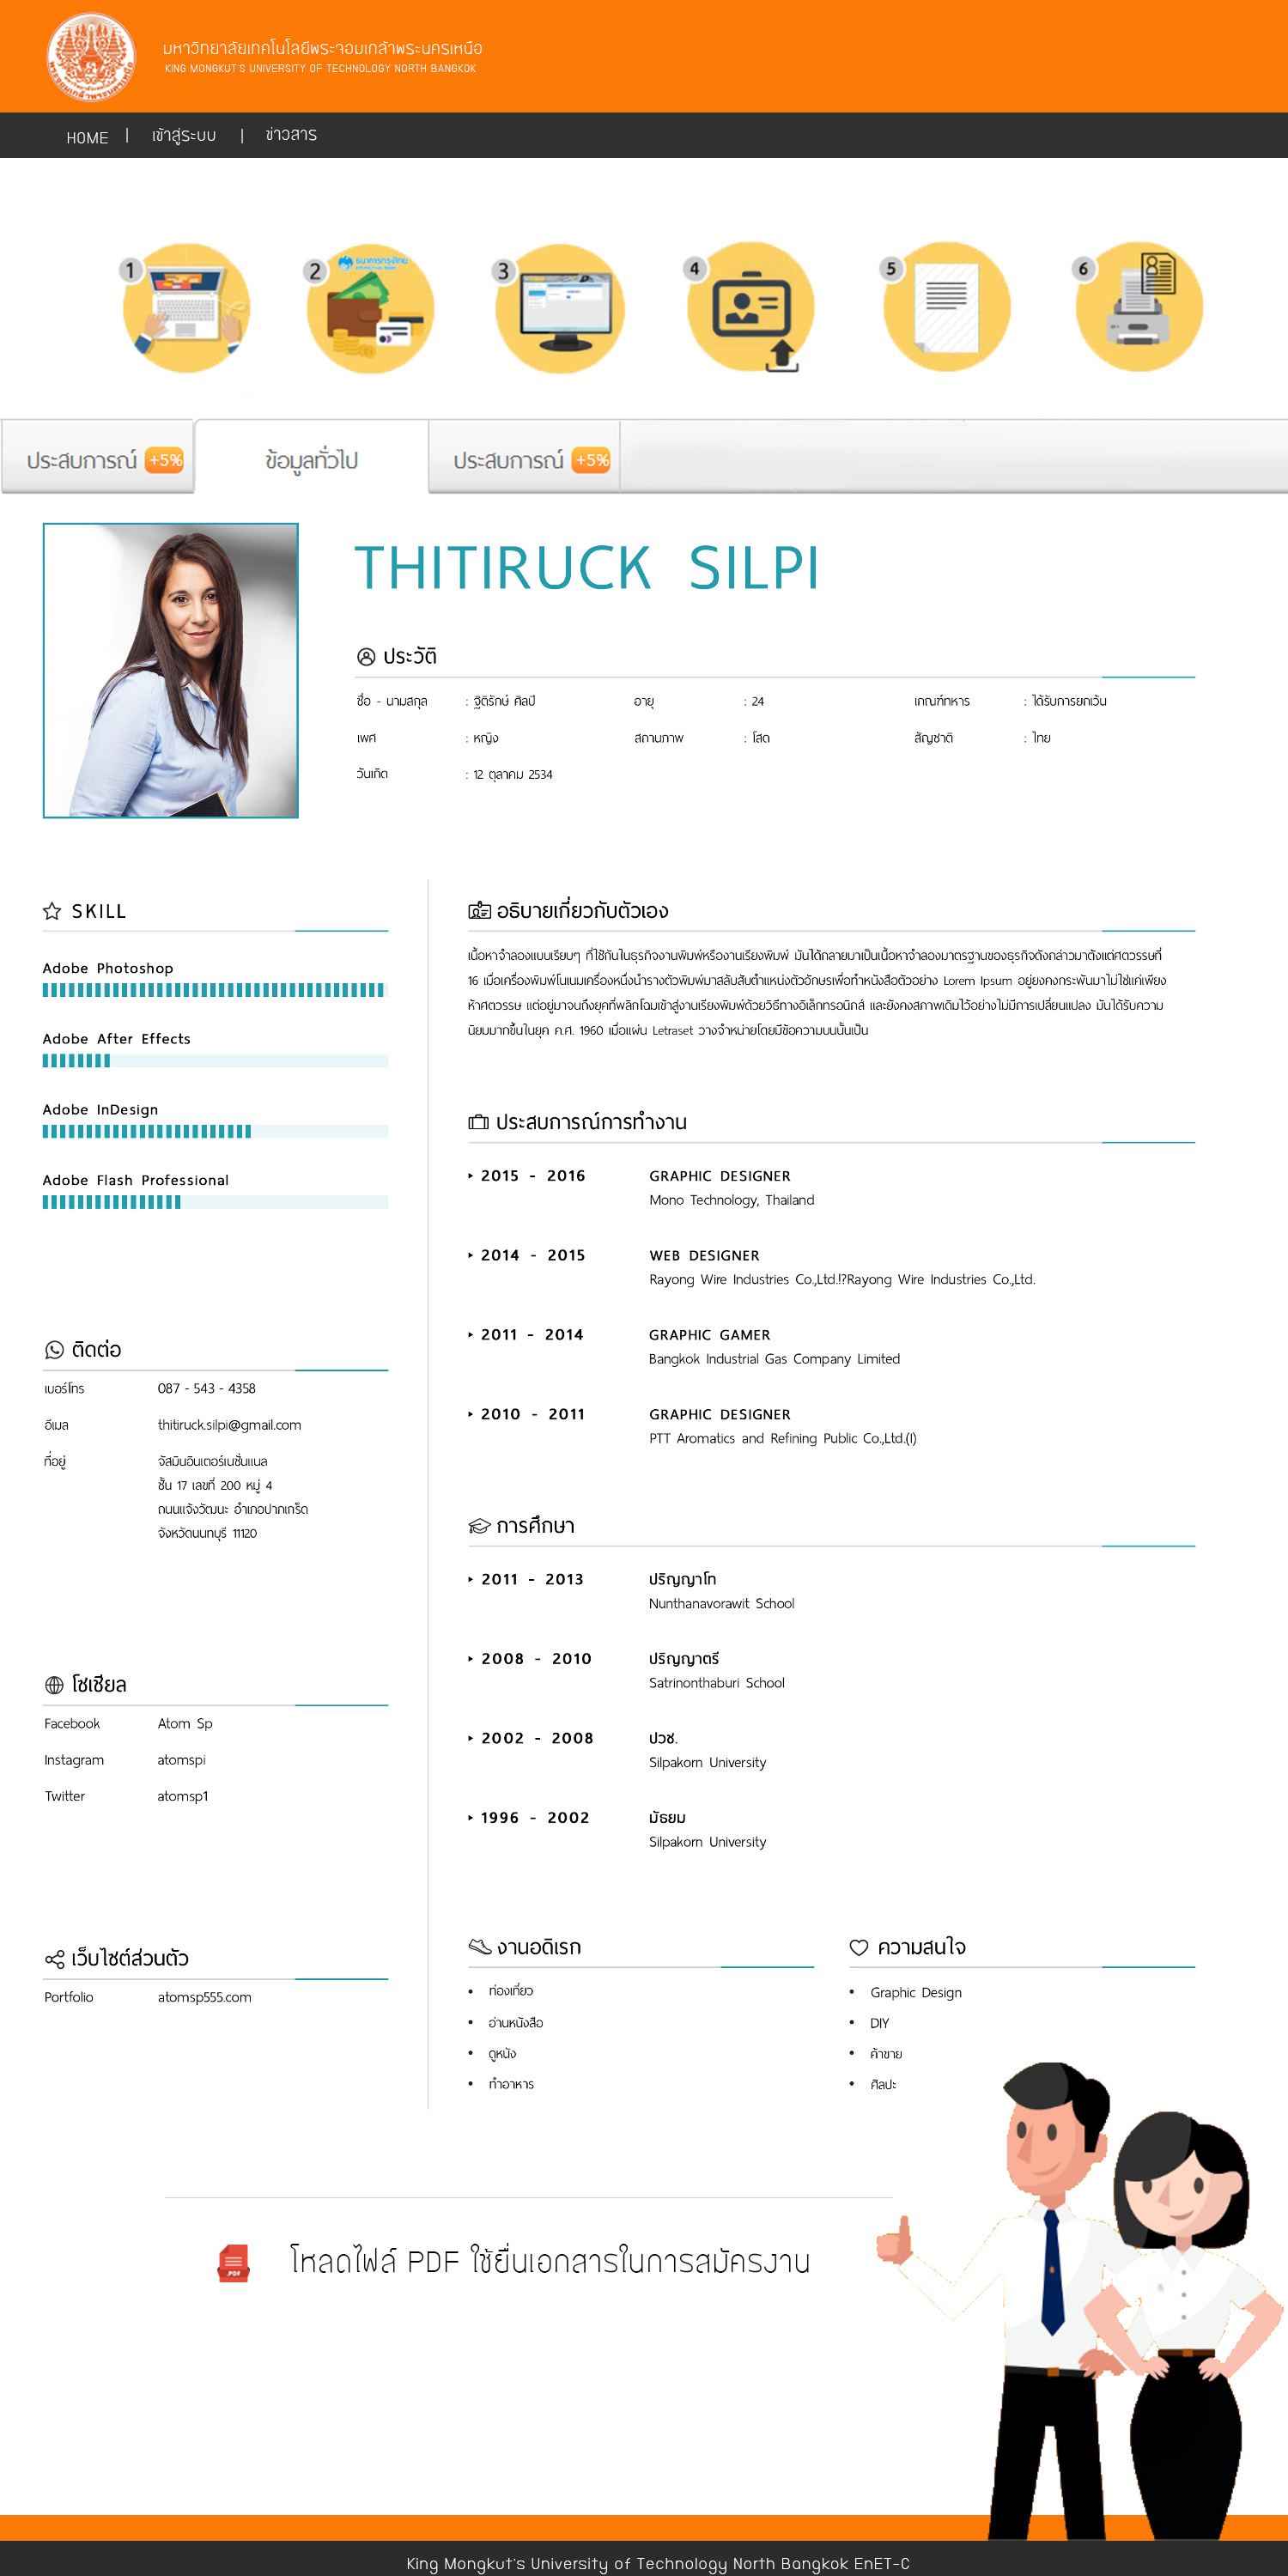 มหาวิทยาลัยเทคโนโลยีพระจอมเกล้าพระนครเหนือ
KING MONGKUT'S UNIVERSITY OF TECHNOLOGY NORTH BANGKOK
HOME | เข้าสู่ระบบ | ข่าวสาร
1 2 3 4 5 6
ธนาคารกรุงไทย
ประสบการณ์ +5% ข้อมูลทั่วไป ประสบการณ์ +5%
THITIRUCK SILPI
ประวัติ
ชื่อ - นามสกุล : ฐิติรักษ์ ศิลปี อายุ : 24 เกณฑ์ทหาร : ได้รับการยกเว้น
เพศ : หญิง สถานภาพ : โสด สัญชาติ : ไทย
วันเกิด : 12 ตุลาคม 2534
SKILL
Adobe Photoshop
Adobe After Effects
Adobe InDesign
Adobe Flash Professional
ติดต่อ
เบอร์โทร 087 - 543 - 4358
อีเมล thitiruck.silpi@gmail.com
ที่อยู่ จัสมินอินเตอร์เนชั่นแนล
ชั้น 17 เลขที่ 200 หมู่ 4
ถนนแจ้งวัฒนะ อำเภอปากเกร็ด
จังหวัดนนทบุรี 11120
โซเชียล
Facebook Atom Sp
Instagram atomspi
Twitter atomsp1
เว็บไซต์ส่วนตัว
Portfolio atomsp555.com
อธิบายเกี่ยวกับตัวเอง
เนื้อหาจำลองแบบเรียบๆ ที่ใช้กันในธุรกิจงานพิมพ์หรืองานเรียงพิมพ์ มันได้กลายมาเป็นเนื้อหาจำลองมาตรฐานของธุรกิจดังกล่าวมาตั้งแต่ศตวรรษที่
16 เมื่อเครื่องพิมพ์โนเนมเครื่องหนึ่งนำรางตัวพิมพ์มาสลับสับตำแหน่งตัวอักษรเพื่อทำหนังสือตัวอย่าง Lorem Ipsum อยู่ยงคงกระพันมาไม่ใช่แค่เพียง
ห้าศตวรรษ แต่อยู่มาจนถึงยุคที่พลิกโฉมเข้าสู่งานเรียงพิมพ์ด้วยวิธีทางอิเล็กทรอนิกส์ และยังคงสภาพเดิมไว้อย่างไม่มีการเปลี่ยนแปลง มันได้รับความ
นิยมมากขึ้นในยุค ค.ศ. 1960 เมื่อแผ่น Letraset วางจำหน่ายโดยมีข้อความบนนั้นเป็น
ประสบการณ์การทำงาน
2015 - 2016 GRAPHIC DESIGNER
Mono Technology, Thailand
2014 - 2015 WEB DESIGNER
Rayong Wire Industries Co.,Ltd.!?Rayong Wire Industries Co.,Ltd.
2011 - 2014 GRAPHIC GAMER
Bangkok Industrial Gas Company Limited
2010 - 2011 GRAPHIC DESIGNER
PTT Aromatics and Refining Public Co.,Ltd.(I)
การศึกษา
2011 - 2013 ปริญญาโท
Nunthanavorawit School
2008 - 2010 ปริญญาตรี
Satrinonthaburi School
2002 - 2008 ปวช.
Silpakorn University
1996 - 2002 มัธยม
Silpakorn University
งานอดิเรก
• ท่องเที่ยว
• อ่านหนังสือ
• ดูหนัง
• ทำอาหาร
ความสนใจ
• Graphic Design
• DIY
• ค้าขาย
• ศิลปะ
.PDF
โหลดไฟล์ PDF ใช้ยื่นเอกสารในการสมัครงาน
King Mongkut's University of Technology North Bangkok EnET-C